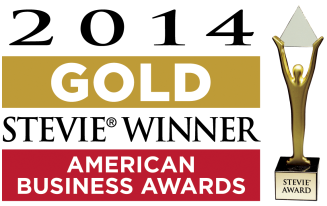 2014
GOLD
STEVIE® WINNER
AMERICAN
BUSINESS AWARDS
STEVIE®
AWARD